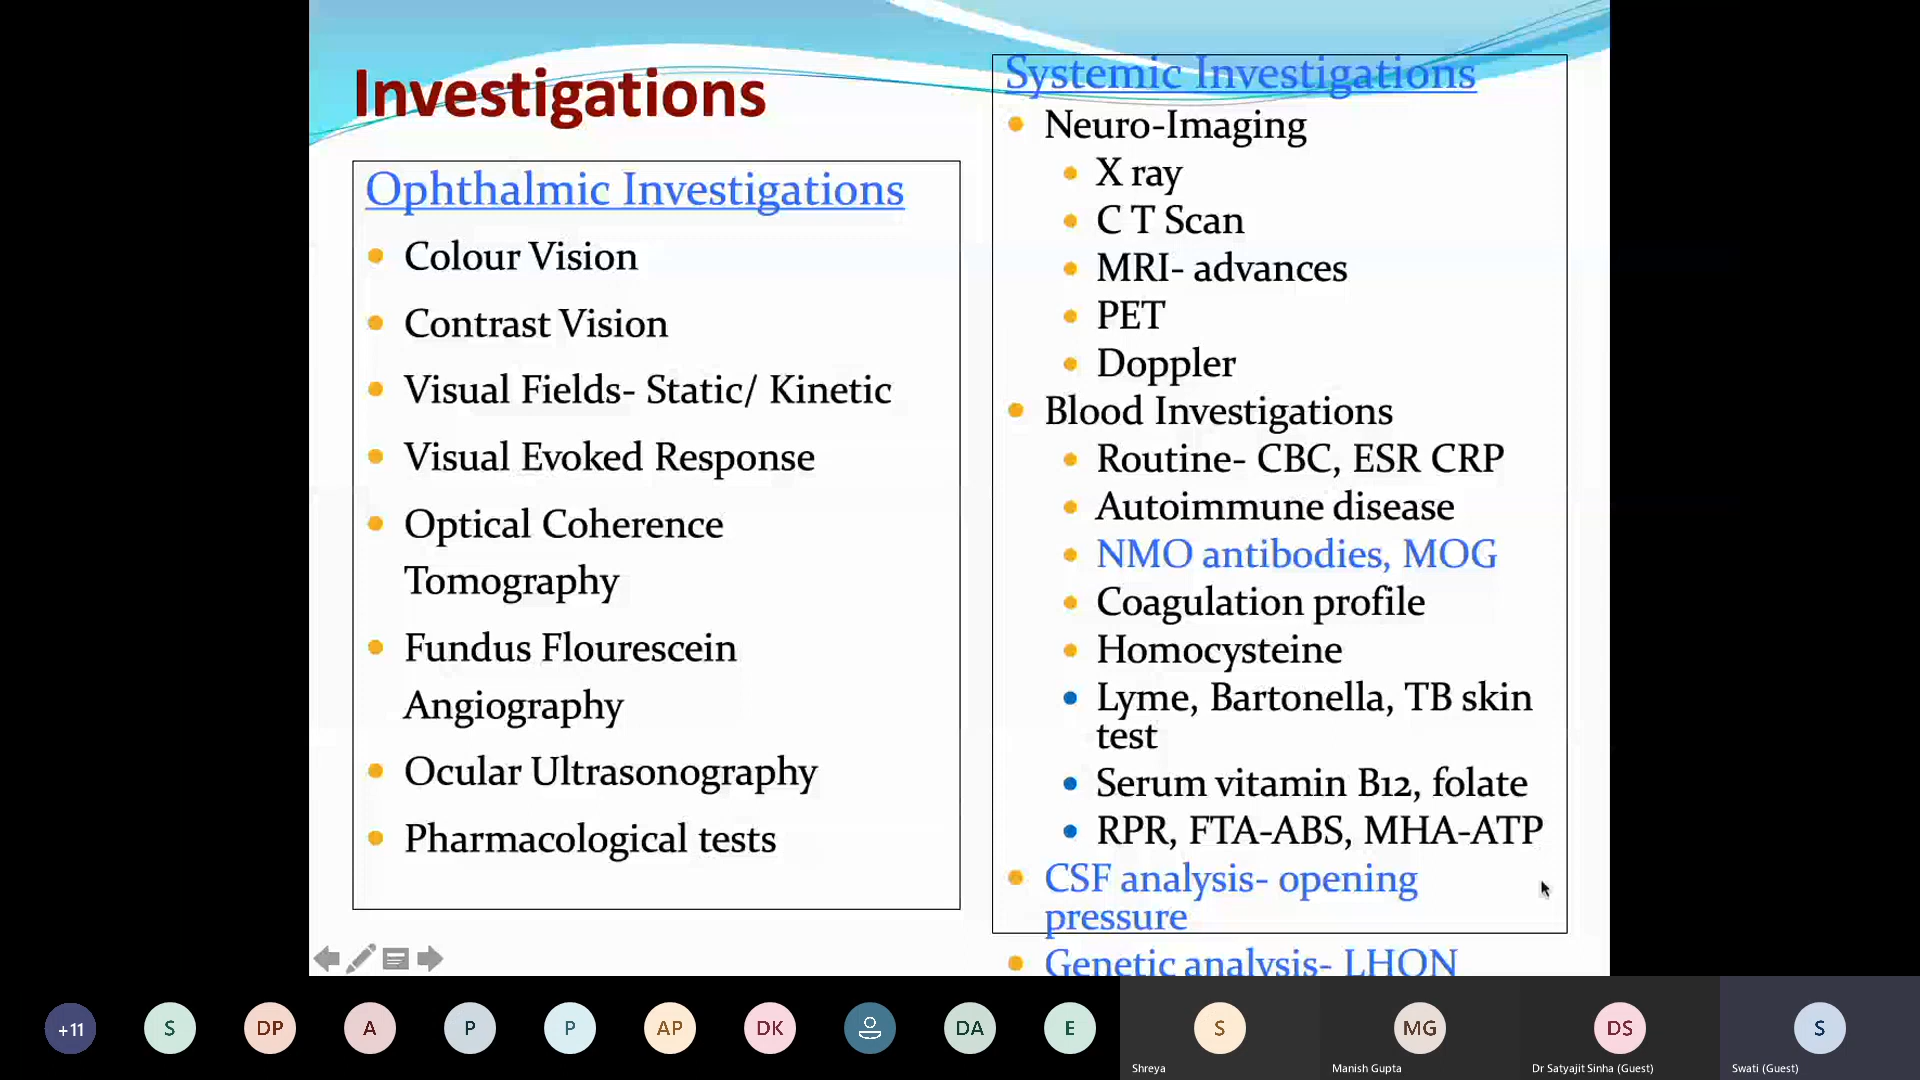 Investigations
Ophthalmic Investigations
Colour Vision
Contrast Vision
Visual Fields- Static/ Kinetic
Visual Evoked Response
Optical Coherence
Tomography
Fundus Flourescein
Angiography
Ocular Ultrasonography
Pharmacological tests
Systemic Investigations
Neuro-Imaging
X ray
C T Scan
MRI- advances
PET
Doppler
Blood Investigations
Routine- CBC, ESR CRP
Autoimmune disease
NMO antibodies, MOG
Coagulation profile
Homocysteine
Lyme, Bartonella, TB skin
test
Serum vitamin B12, folate
RPR, FTA-ABS, MHA-ATP
CSF analysis- opening
pressure
Genetic analysis- LHON
+11
S
DP
A
P
P
AP
DK
DA
E
S
MG
DS
S
Shreya
Manish Gupta
Dr Satyajit Sinha (Guest)
Swati (Guest)